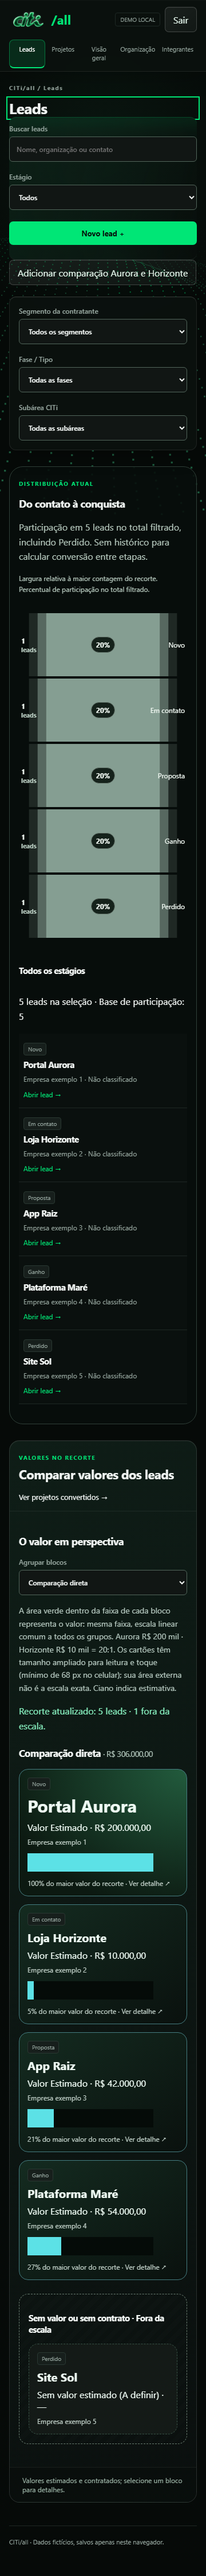 citi /all
DEMO LOCAL
Sair
Leads
Projetos
Visão
geral
Organização
Integrantes
CITi/all / Leads
Leads
Buscar leads
Nome, organização ou contato
Estágio
Todos
Novo lead +
Adicionar comparação Aurora e Horizonte
Segmento da contratante
Todos os segmentos
Fase / Tipo
Todas as fases
Subárea CITi
Todas as subáreas
DISTRIBUIÇÃO ATUAL
Do contato à conquista
Participação em 5 leads no total filtrado,
incluindo Perdido. Sem histórico para
calcular conversão entre etapas.
Largura relativa à maior contagem do recorte.
Percentual de participação no total filtrado.
1
leads
20%
Novo
1
leads
20%
Em contato
1
leads
20%
Proposta
1
leads
20%
Ganho
1
leads
20%
Perdido
Todos os estágios
5 leads na seleção · Base de participação:
5
Novo
Portal Aurora
Empresa exemplo 1 · Não classificado
Abrir lead →
Em contato
Loja Horizonte
Empresa exemplo 2 · Não classificado
Abrir lead →
Proposta
App Raiz
Empresa exemplo 3 · Não classificado
Abrir lead →
Ganho
Plataforma Maré
Empresa exemplo 4 · Não classificado
Abrir lead →
Perdido
Site Sol
Empresa exemplo 5 · Não classificado
Abrir lead →
VALORES NO RECORTE
Comparar valores dos leads
Ver projetos convertidos →
O valor em perspectiva
Agrupar blocos
Comparação direta
A área verde dentro da faixa de cada bloco
representa o valor: mesma faixa, escala linear
comum a todos os grupos. Aurora R$ 200 mil ·
Horizonte R$ 10 mil = 20:1. Os cartões têm
tamanho ampliado para leitura e toque
(mínimo de 68 px no celular); sua área externa
não é a escala exata. Ciano indica estimativa.
Recorte atualizado: 5 leads · 1 fora da
escala.
Comparação direta · R$ 306.000,00
Novo
Portal Aurora
Valor Estimado · R$ 200.000,00
Empresa exemplo 1
100% do maior valor do recorte · Ver detalhe ↗
Em contato
Loja Horizonte
Valor Estimado · R$ 10.000,00
Empresa exemplo 2
5% do maior valor do recorte · Ver detalhe ↗
Proposta
App Raiz
Valor Estimado · R$ 42.000,00
Empresa exemplo 3
21% do maior valor do recorte · Ver detalhe ↗
Ganho
Plataforma Maré
Valor Estimado · R$ 54.000,00
Empresa exemplo 4
27% do maior valor do recorte · Ver detalhe ↗
Sem valor ou sem contrato · Fora da
escala
Perdido
Site Sol
Sem valor estimado (A definir) ·
—
Empresa exemplo 5
Valores estimados e contratados; selecione um bloco
para detalhes.
CITi/all · Dados fictícios, salvos apenas neste navegador.